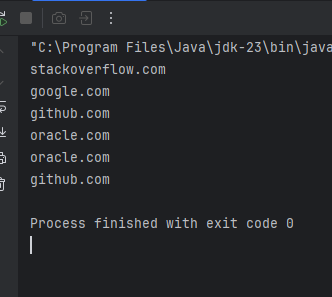 "C:\Program Files\Java\jdk-23\bin\java
stackoverflow.com
google.com
github.com
oracle.com
oracle.com
github.com
Process finished with exit code 0